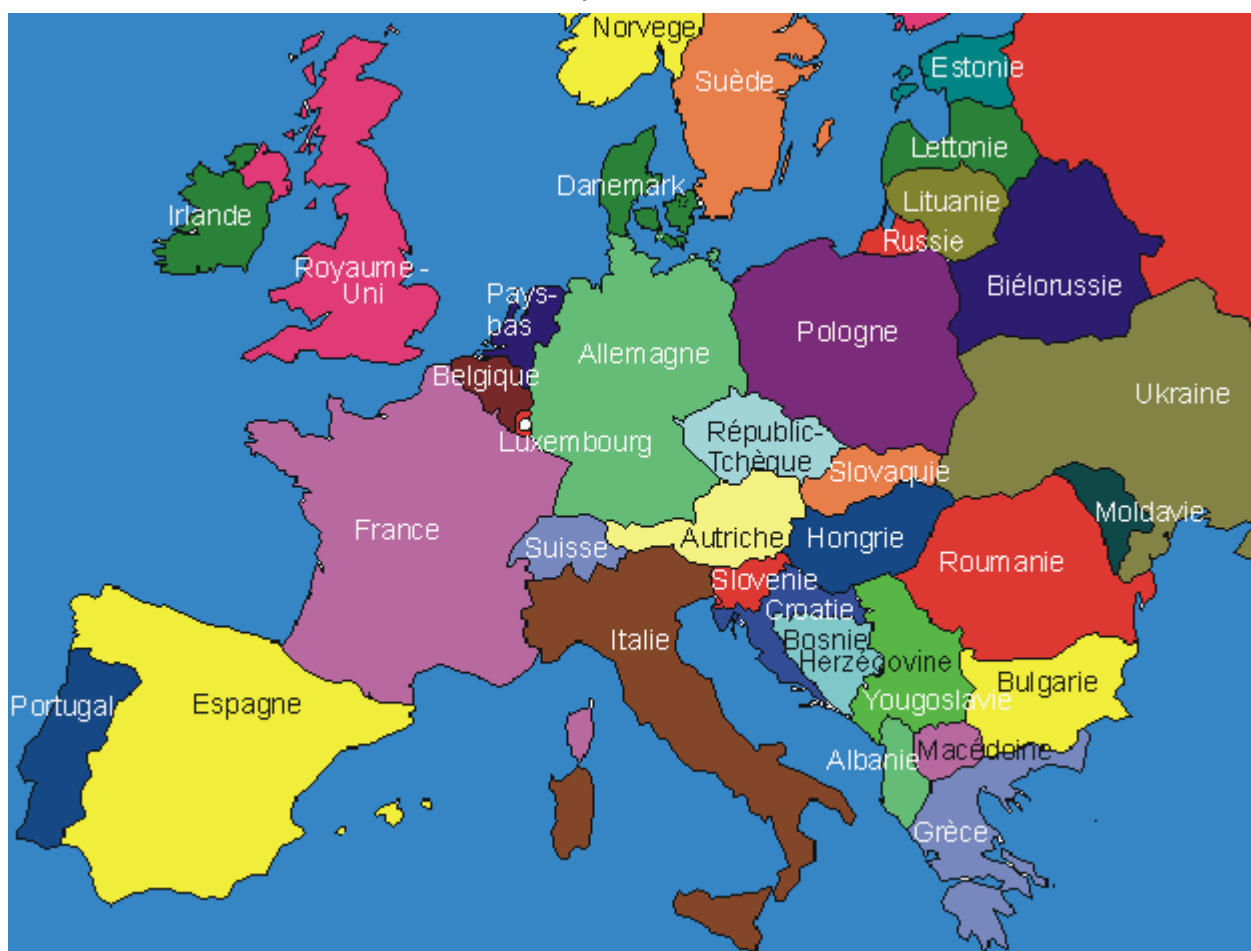 Norvege
Suède
Estonie
Lettonie
Danemark
Lituanie
Irlande
Russie
Royaume -
Uni
Pays-
bas
Biélorussie
Pologne
Allemagne
Belgique
Ukraine
Républic-
Tchèque
Luxembourg
Slovaquie
Moldavie
France
Suisse
Autriche
Hongrie
Roumanie
Slovenie
Croatie
Italie
Bosnie
Herzégovine
Bulgarie
Yougoslavie
Portugal
Espagne
Macédoine
Albanie
Grèce